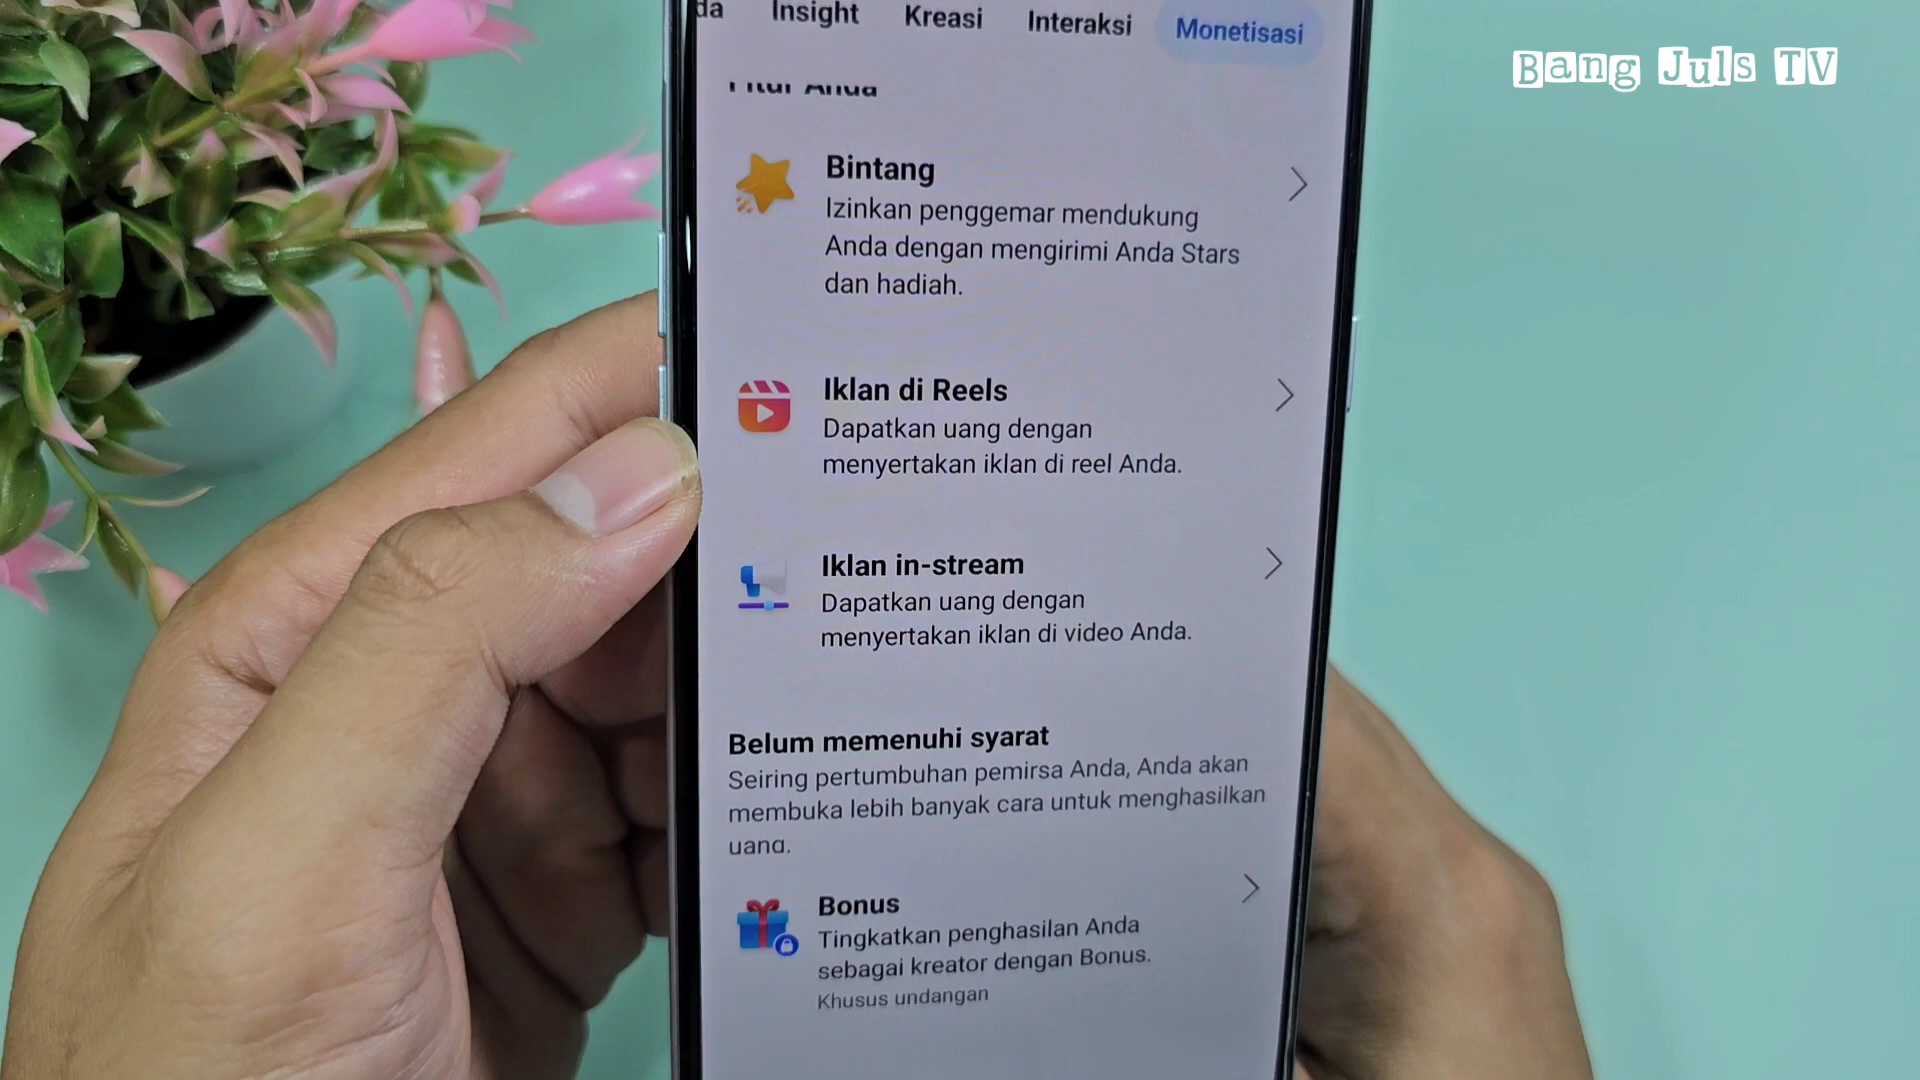 da Insight Kreasi Interaksi Monetisasi
Bang Juls TV
Fitur Anda
Bintang
Izinkan penggemar mendukung
Anda dengan mengirimi Anda Stars
dan hadiah.
Iklan di Reels
Dapatkan uang dengan
menyertakan iklan di reel Anda.
Iklan in-stream
Dapatkan uang dengan
menyertakan iklan di video Anda.
Belum memenuhi syarat
Seiring pertumbuhan pemirsa Anda, Anda akan
membuka lebih banyak cara untuk menghasilkan
uang.
Bonus
Tingkatkan penghasilan Anda
sebagai kreator dengan Bonus.
Khusus undangan